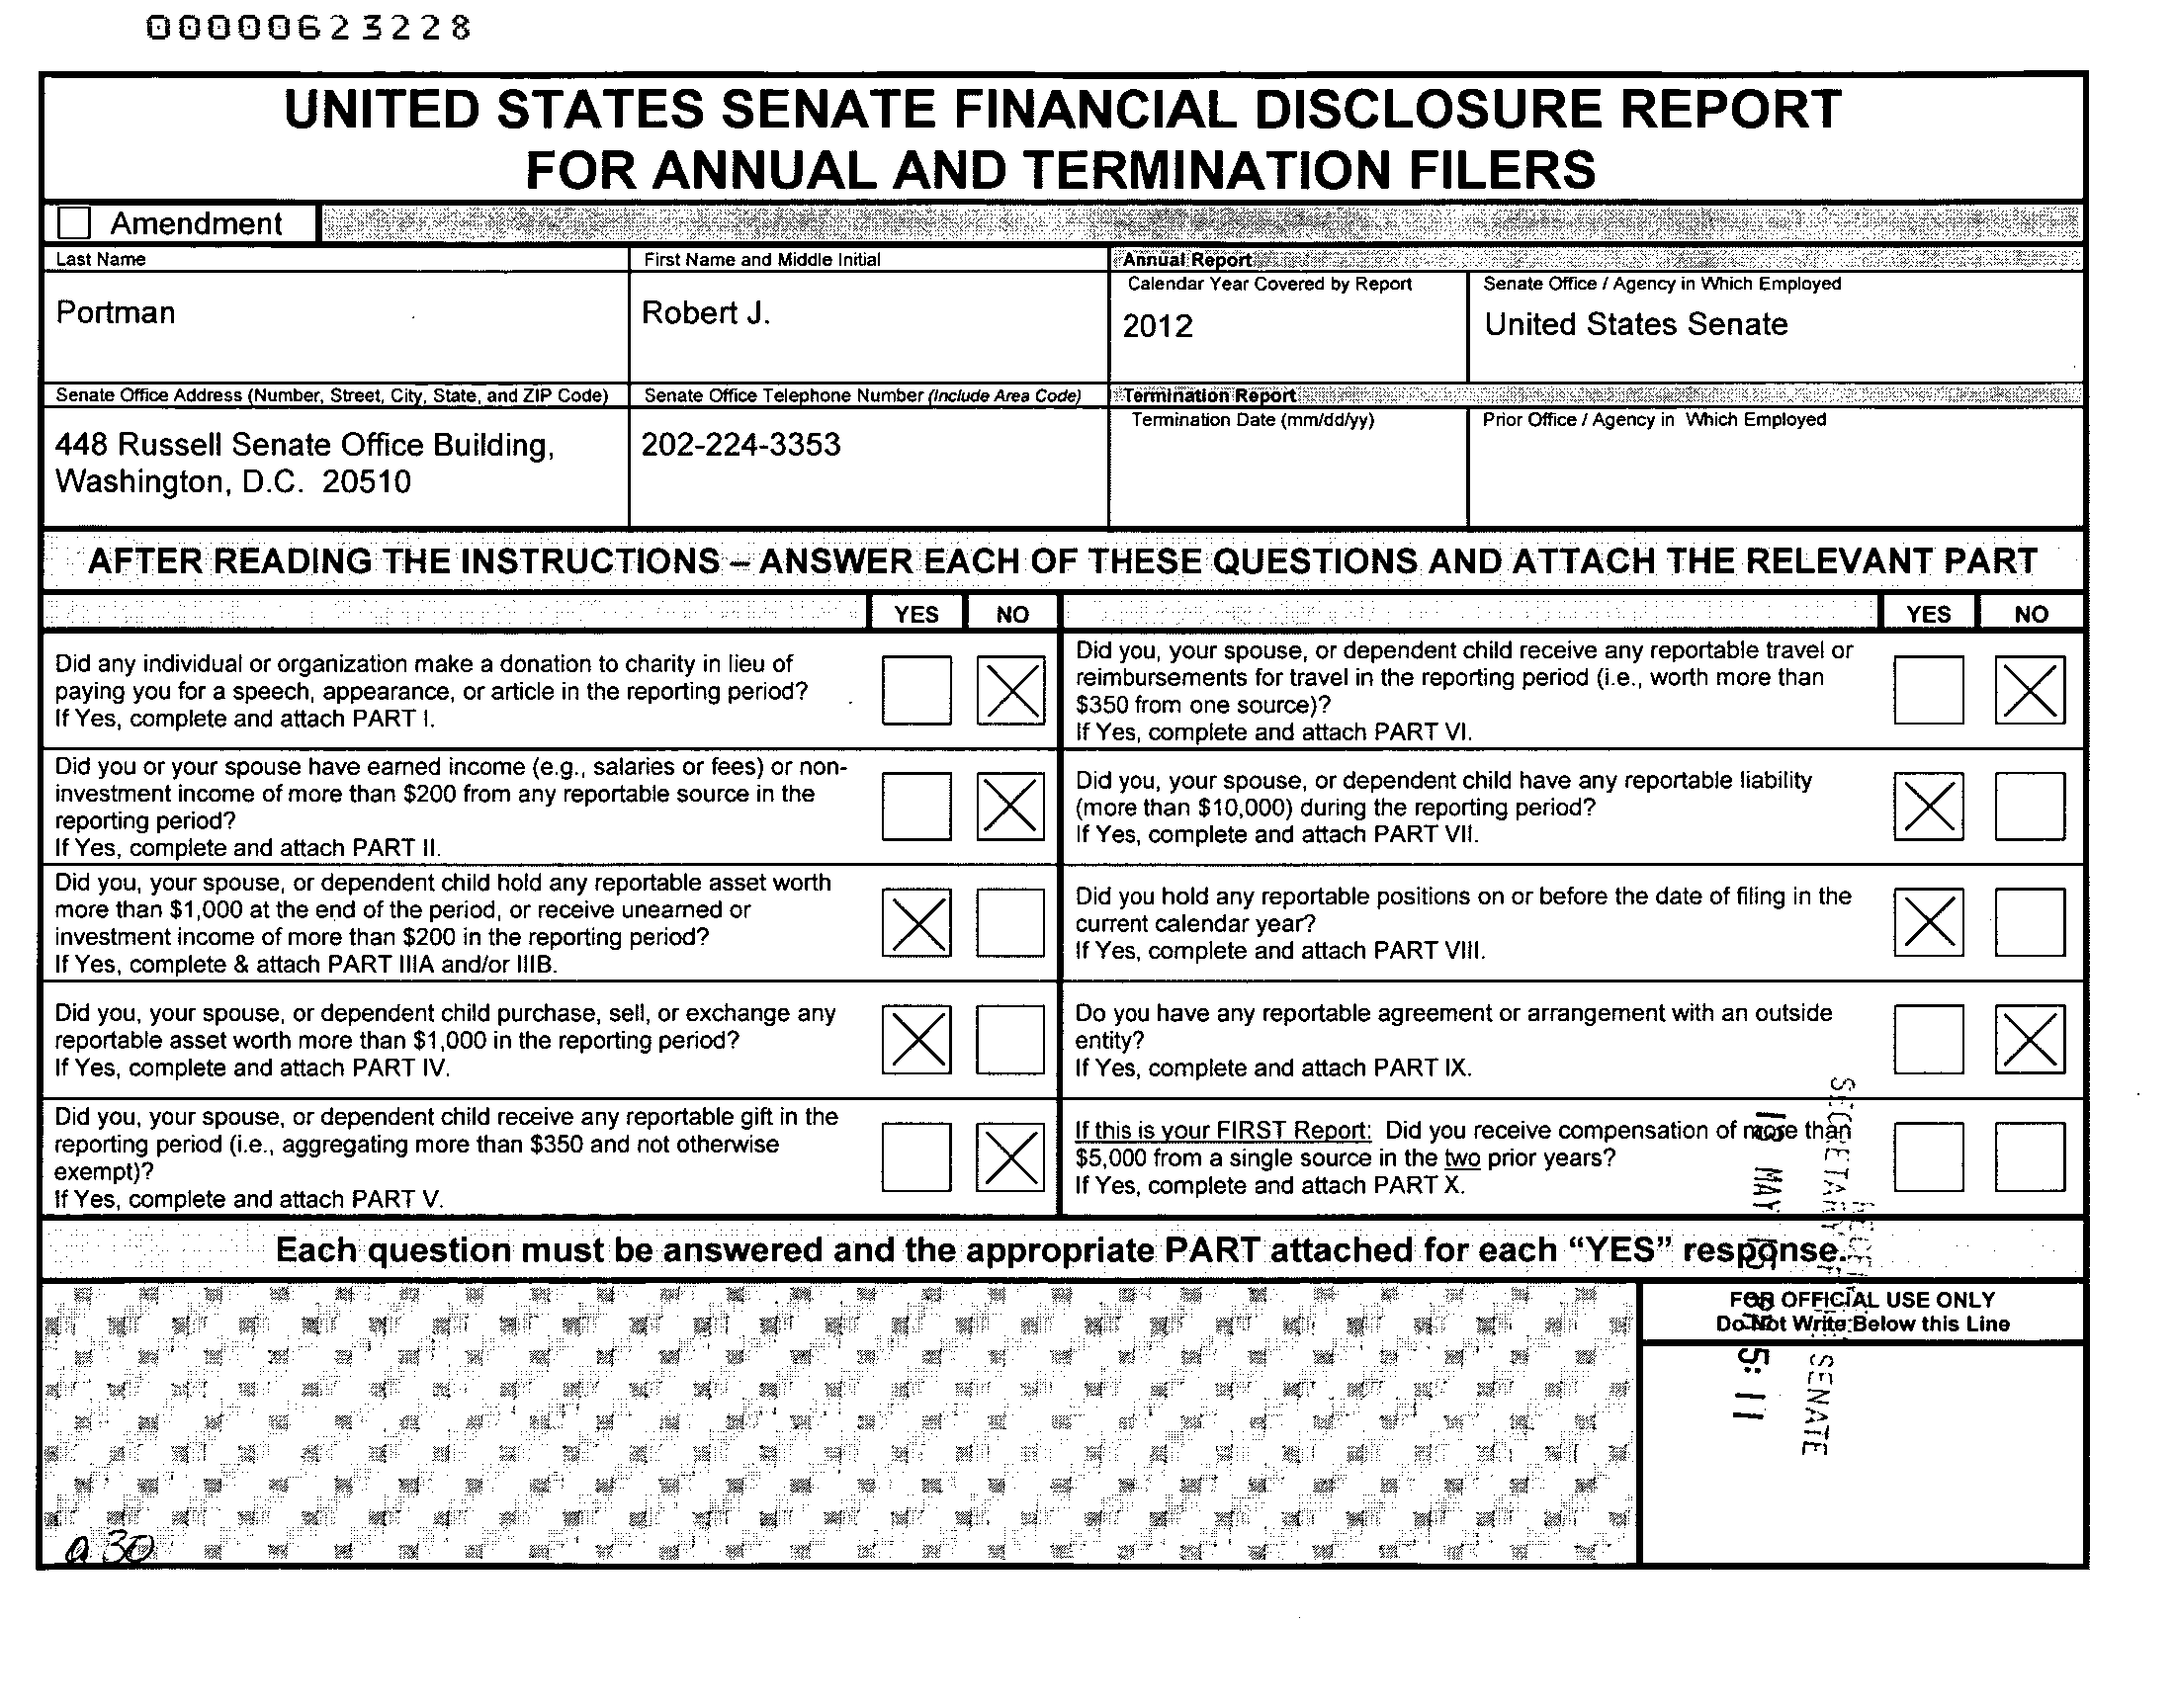 00000623228
UNITED STATES SENATE FINANCIAL DISCLOSURE REPORT
FOR ANNUAL AND TERMINATION FILERS
Amendment
Last Name
First Name and Middle Initial
Annual Report
Calendar Year Covered by Report
Senate Office / Agency in Which Employed
Portman
Robert J.
2012
United States Senate
Senate Office Address (Number, Street, City, State, and ZIP Code)
Senate Office Telephone Number (Include Area Code)
Termination Report
Termination Date (mm/dd/yy)
Prior Office / Agency in Which Employed
448 Russell Senate Office Building,
Washington, D.C. 20510
202-224-3353
AFTER READING THE INSTRUCTIONS – ANSWER EACH OF THESE QUESTIONS AND ATTACH THE RELEVANT PART
YES NO
YES NO
Did any individual or organization make a donation to charity in lieu of
paying you for a speech, appearance, or article in the reporting period?
If Yes, complete and attach PART I.
Did you, your spouse, or dependent child receive any reportable travel or
reimbursements for travel in the reporting period (i.e., worth more than
$350 from one source)?
If Yes, complete and attach PART VI.
Did you or your spouse have earned income (e.g., salaries or fees) or non-
investment income of more than $200 from any reportable source in the
reporting period?
If Yes, complete and attach PART II.
Did you, your spouse, or dependent child have any reportable liability
(more than $10,000) during the reporting period?
If Yes, complete and attach PART VII.
Did you, your spouse, or dependent child hold any reportable asset worth
more than $1,000 at the end of the period, or receive unearned or
investment income of more than $200 in the reporting period?
If Yes, complete & attach PART IIIA and/or IIIB.
Did you hold any reportable positions on or before the date of filing in the
current calendar year?
If Yes, complete and attach PART VIII.
Did you, your spouse, or dependent child purchase, sell, or exchange any
reportable asset worth more than $1,000 in the reporting period?
If Yes, complete and attach PART IV.
Do you have any reportable agreement or arrangement with an outside
entity?
If Yes, complete and attach PART IX.
Did you, your spouse, or dependent child receive any reportable gift in the
reporting period (i.e., aggregating more than $350 and not otherwise
exempt)?
If Yes, complete and attach PART V.
If this is your FIRST Report: Did you receive compensation of more than
$5,000 from a single source in the two prior years?
If Yes, complete and attach PART X.
Each question must be answered and the appropriate PART attached for each “YES” response.
FOR OFFICIAL USE ONLY
Do Not Write Below this Line
SECRETARY
SENATE
MAY
5: 11